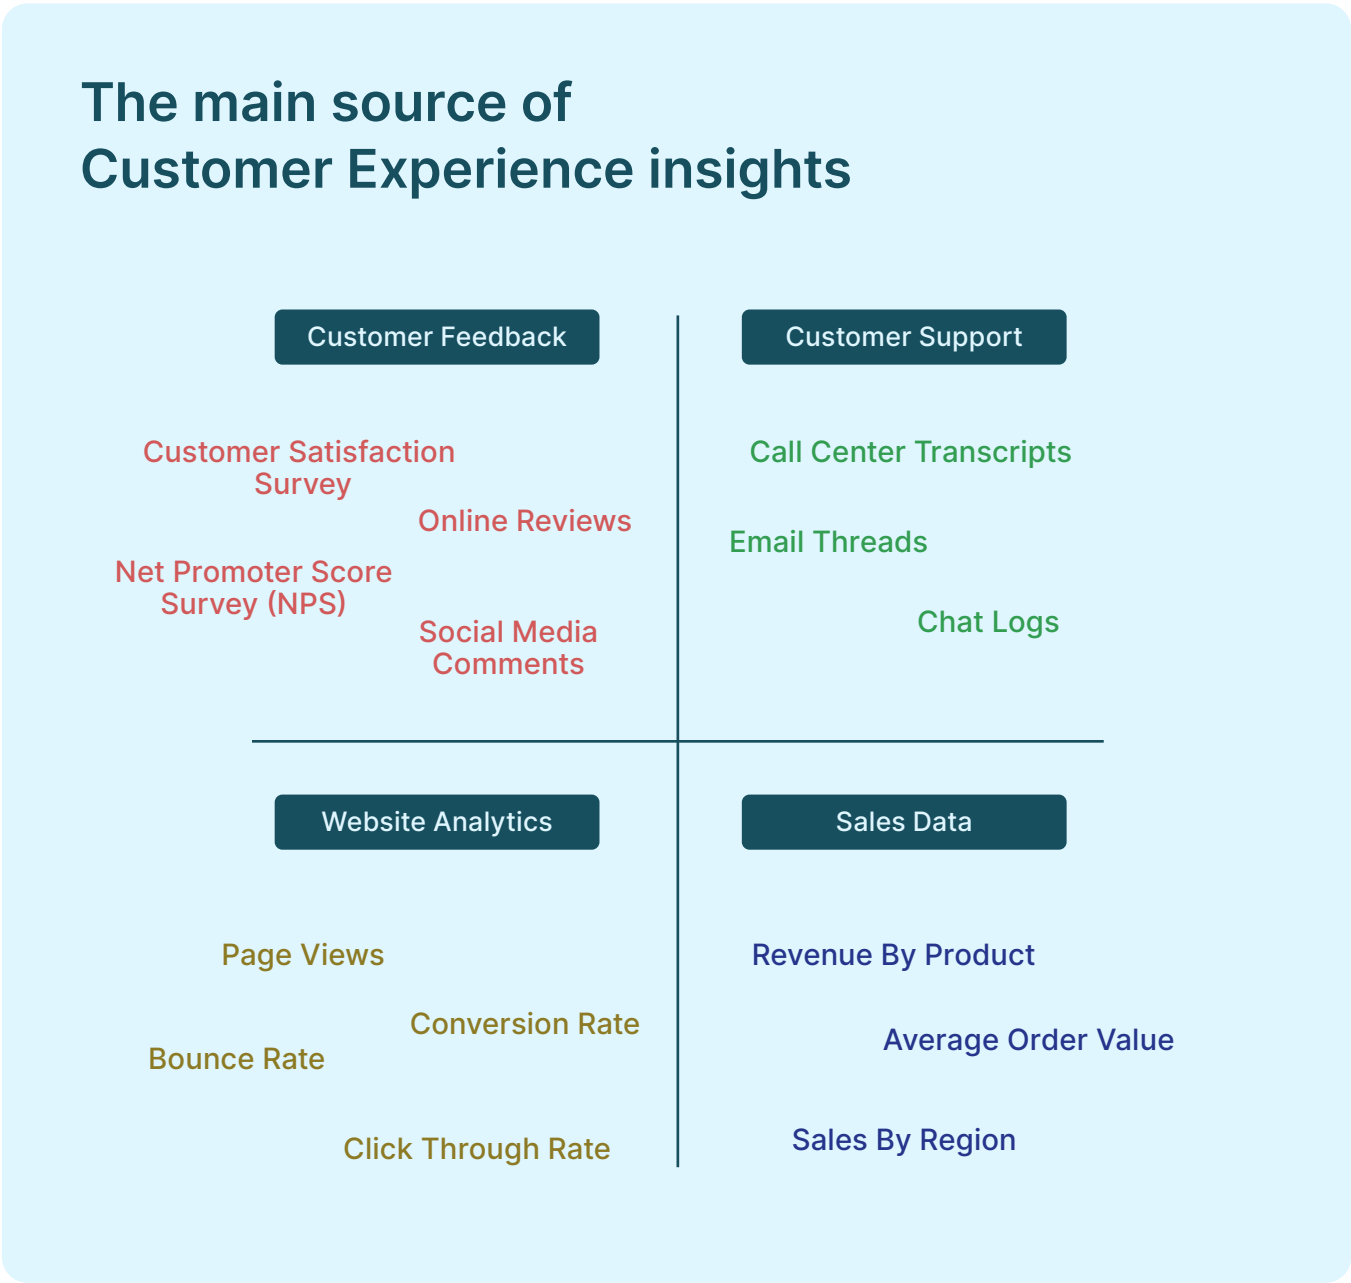 The main source of
Customer Experience insights
Customer Feedback
Customer Satisfaction
Survey
Online Reviews
Net Promoter Score
Survey (NPS)
Social Media
Comments
Customer Support
Call Center Transcripts
Email Threads
Chat Logs
Website Analytics
Page Views
Conversion Rate
Bounce Rate
Click Through Rate
Sales Data
Revenue By Product
Average Order Value
Sales By Region